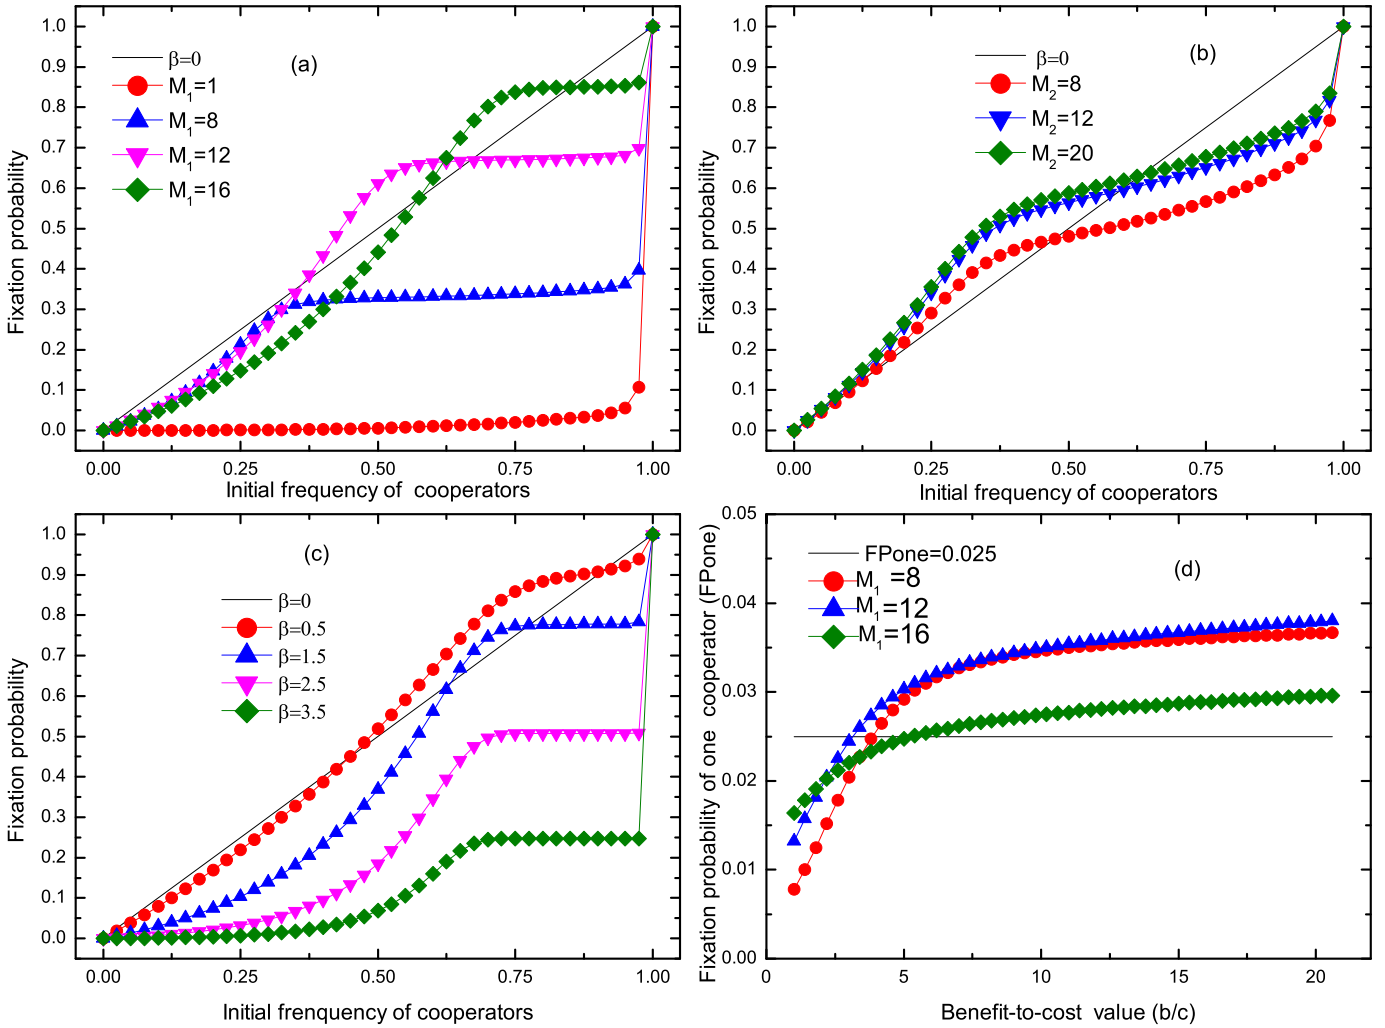 (a)
β=0
M1=1
M1=8
M1=12
M1=16
Fixation probability
1.0
0.9
0.8
0.7
0.6
0.5
0.4
0.3
0.2
0.1
0.0
0.00 0.25 0.50 0.75 1.00
Initial frequency of cooperators
(b)
β=0
M2=8
M2=12
M2=20
Fixation probability
1.0
0.9
0.8
0.7
0.6
0.5
0.4
0.3
0.2
0.1
0.0
0.00 0.25 0.50 0.75 1.00
Initial frequency of cooperators
(c)
β=0
β=0.5
β=1.5
β=2.5
β=3.5
Fixation probability
1.0
0.9
0.8
0.7
0.6
0.5
0.4
0.3
0.2
0.1
0.0
0.00 0.25 0.50 0.75 1.00
Initial frequency of cooperators
(d)
FPone=0.025
M1=8
M1=12
M1=16
Fixation probability of one cooperator (FPone)
0.05
0.04
0.03
0.02
0.01
0.00
0 5 10 15 20
Benefit-to-cost value (b/c)